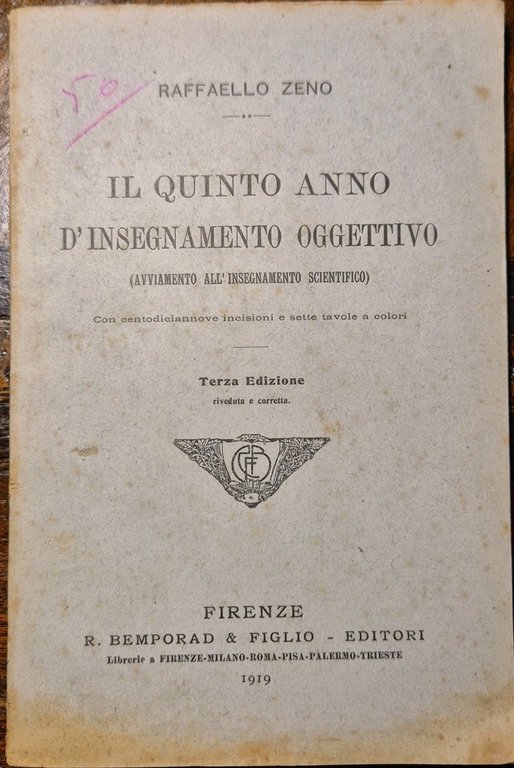 50
RAFFAELLO ZENO
IL QUINTO ANNO
D'INSEGNAMENTO OGGETTIVO
(AVVIAMENTO ALL'INSEGNAMENTO SCIENTIFICO)
Con centodiciannove incisioni e sette tavole a colori
Terza Edizione
riveduta e corretta.
FIRENZE
R. BEMPORAD & FIGLIO - EDITORI
Librerie a FIRENZE-MILANO-ROMA-PISA-PALERMO-TRIESTE
1919